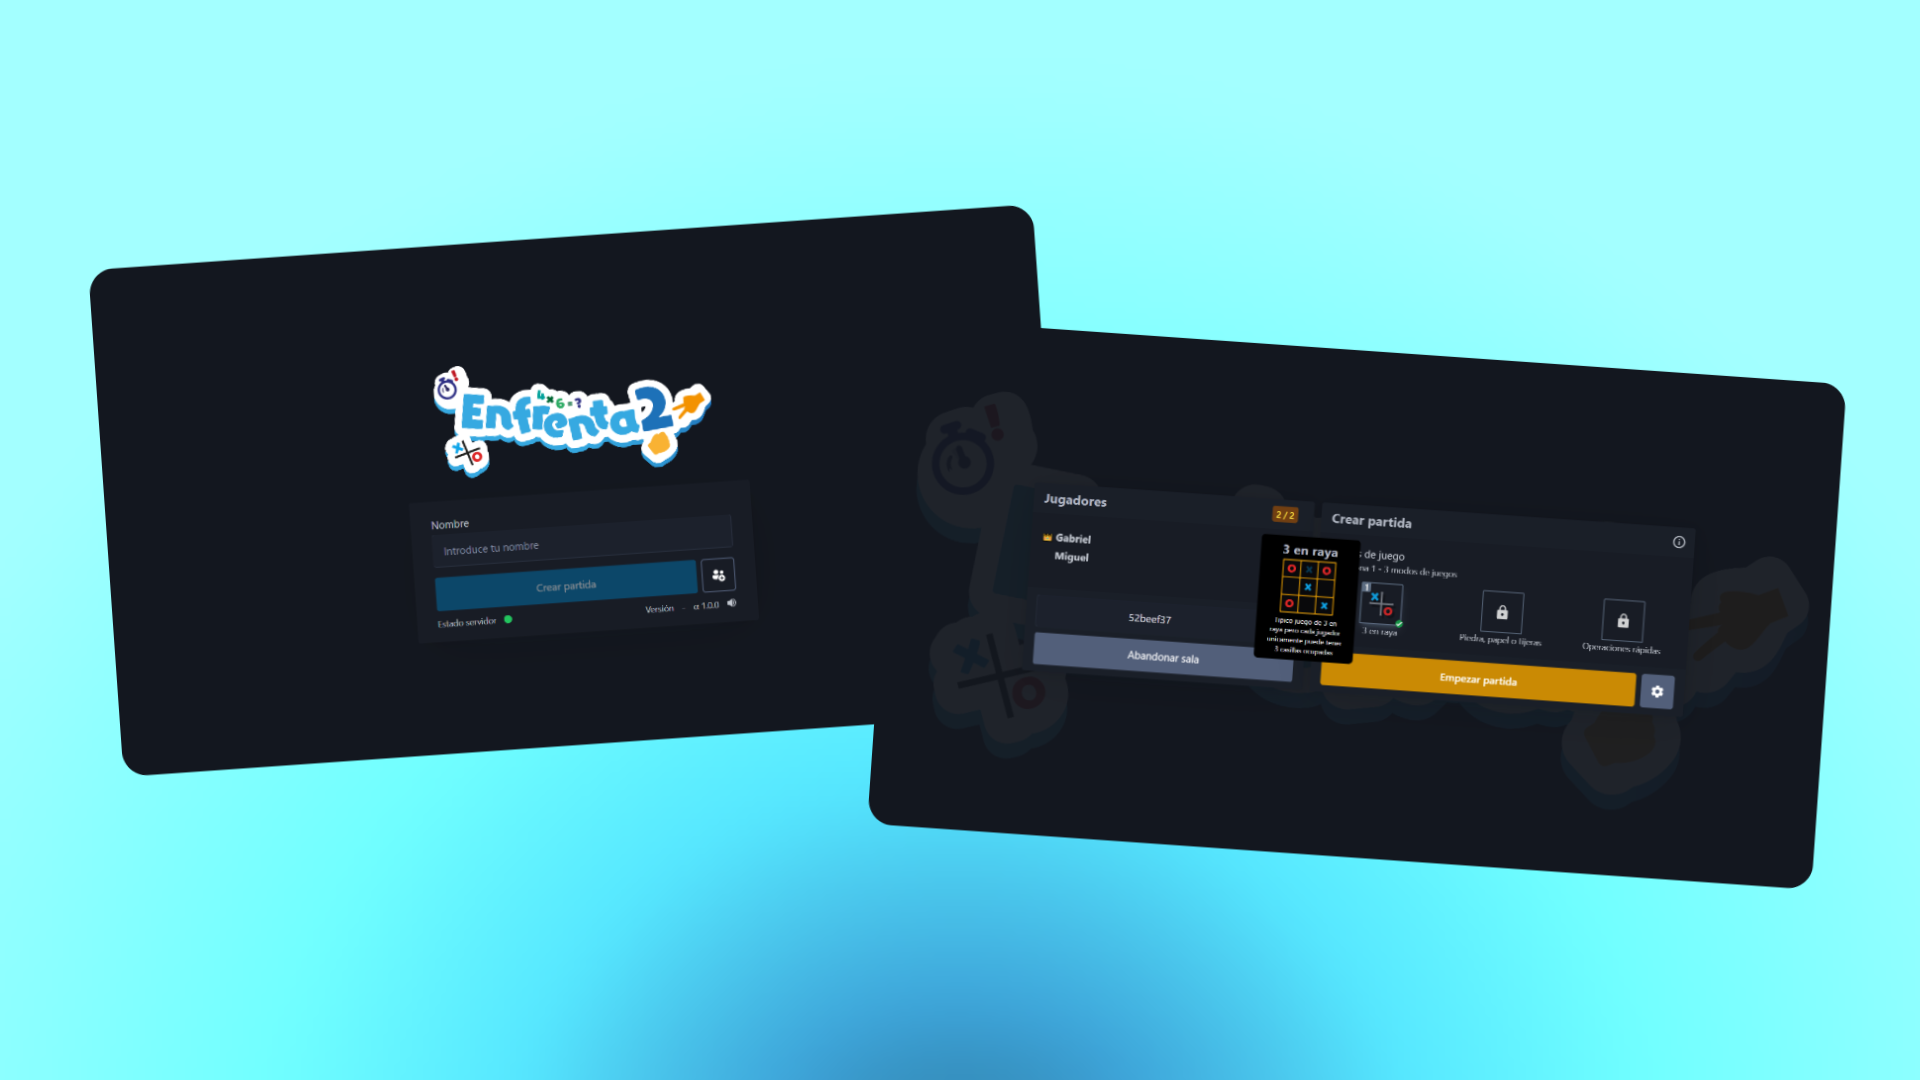 4x6=?
Enfrenta2
Nombre
Introduce tu nombre
Crear partida
Estado servidor
Versión - α 1.0.0
Jugadores
2/2
Gabriel
Miguel
52beef37
Abandonar sala
3 en raya
Típico juego de 3 en
raya pero cada jugador
unicamente puede tener
3 casillas ocupadas
Crear partida
s de juego
na 1 - 3 modos de juegos
1
3 en raya
Piedra, papel o tijeras
Operaciones rápidas
Empezar partida